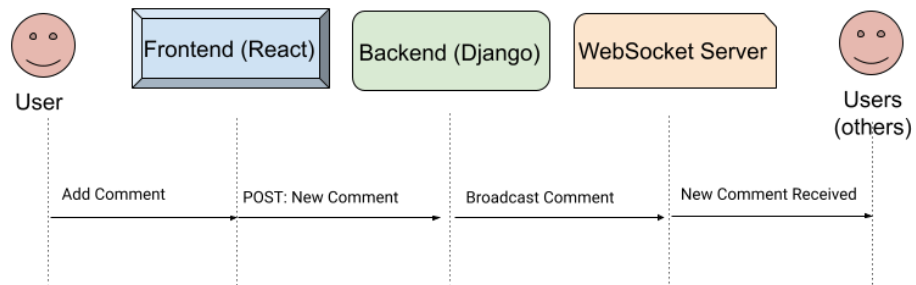 Frontend (React)
Backend (Django)
WebSocket Server
User
Users
(others)
Add Comment
POST: New Comment
Broadcast Comment
New Comment Received